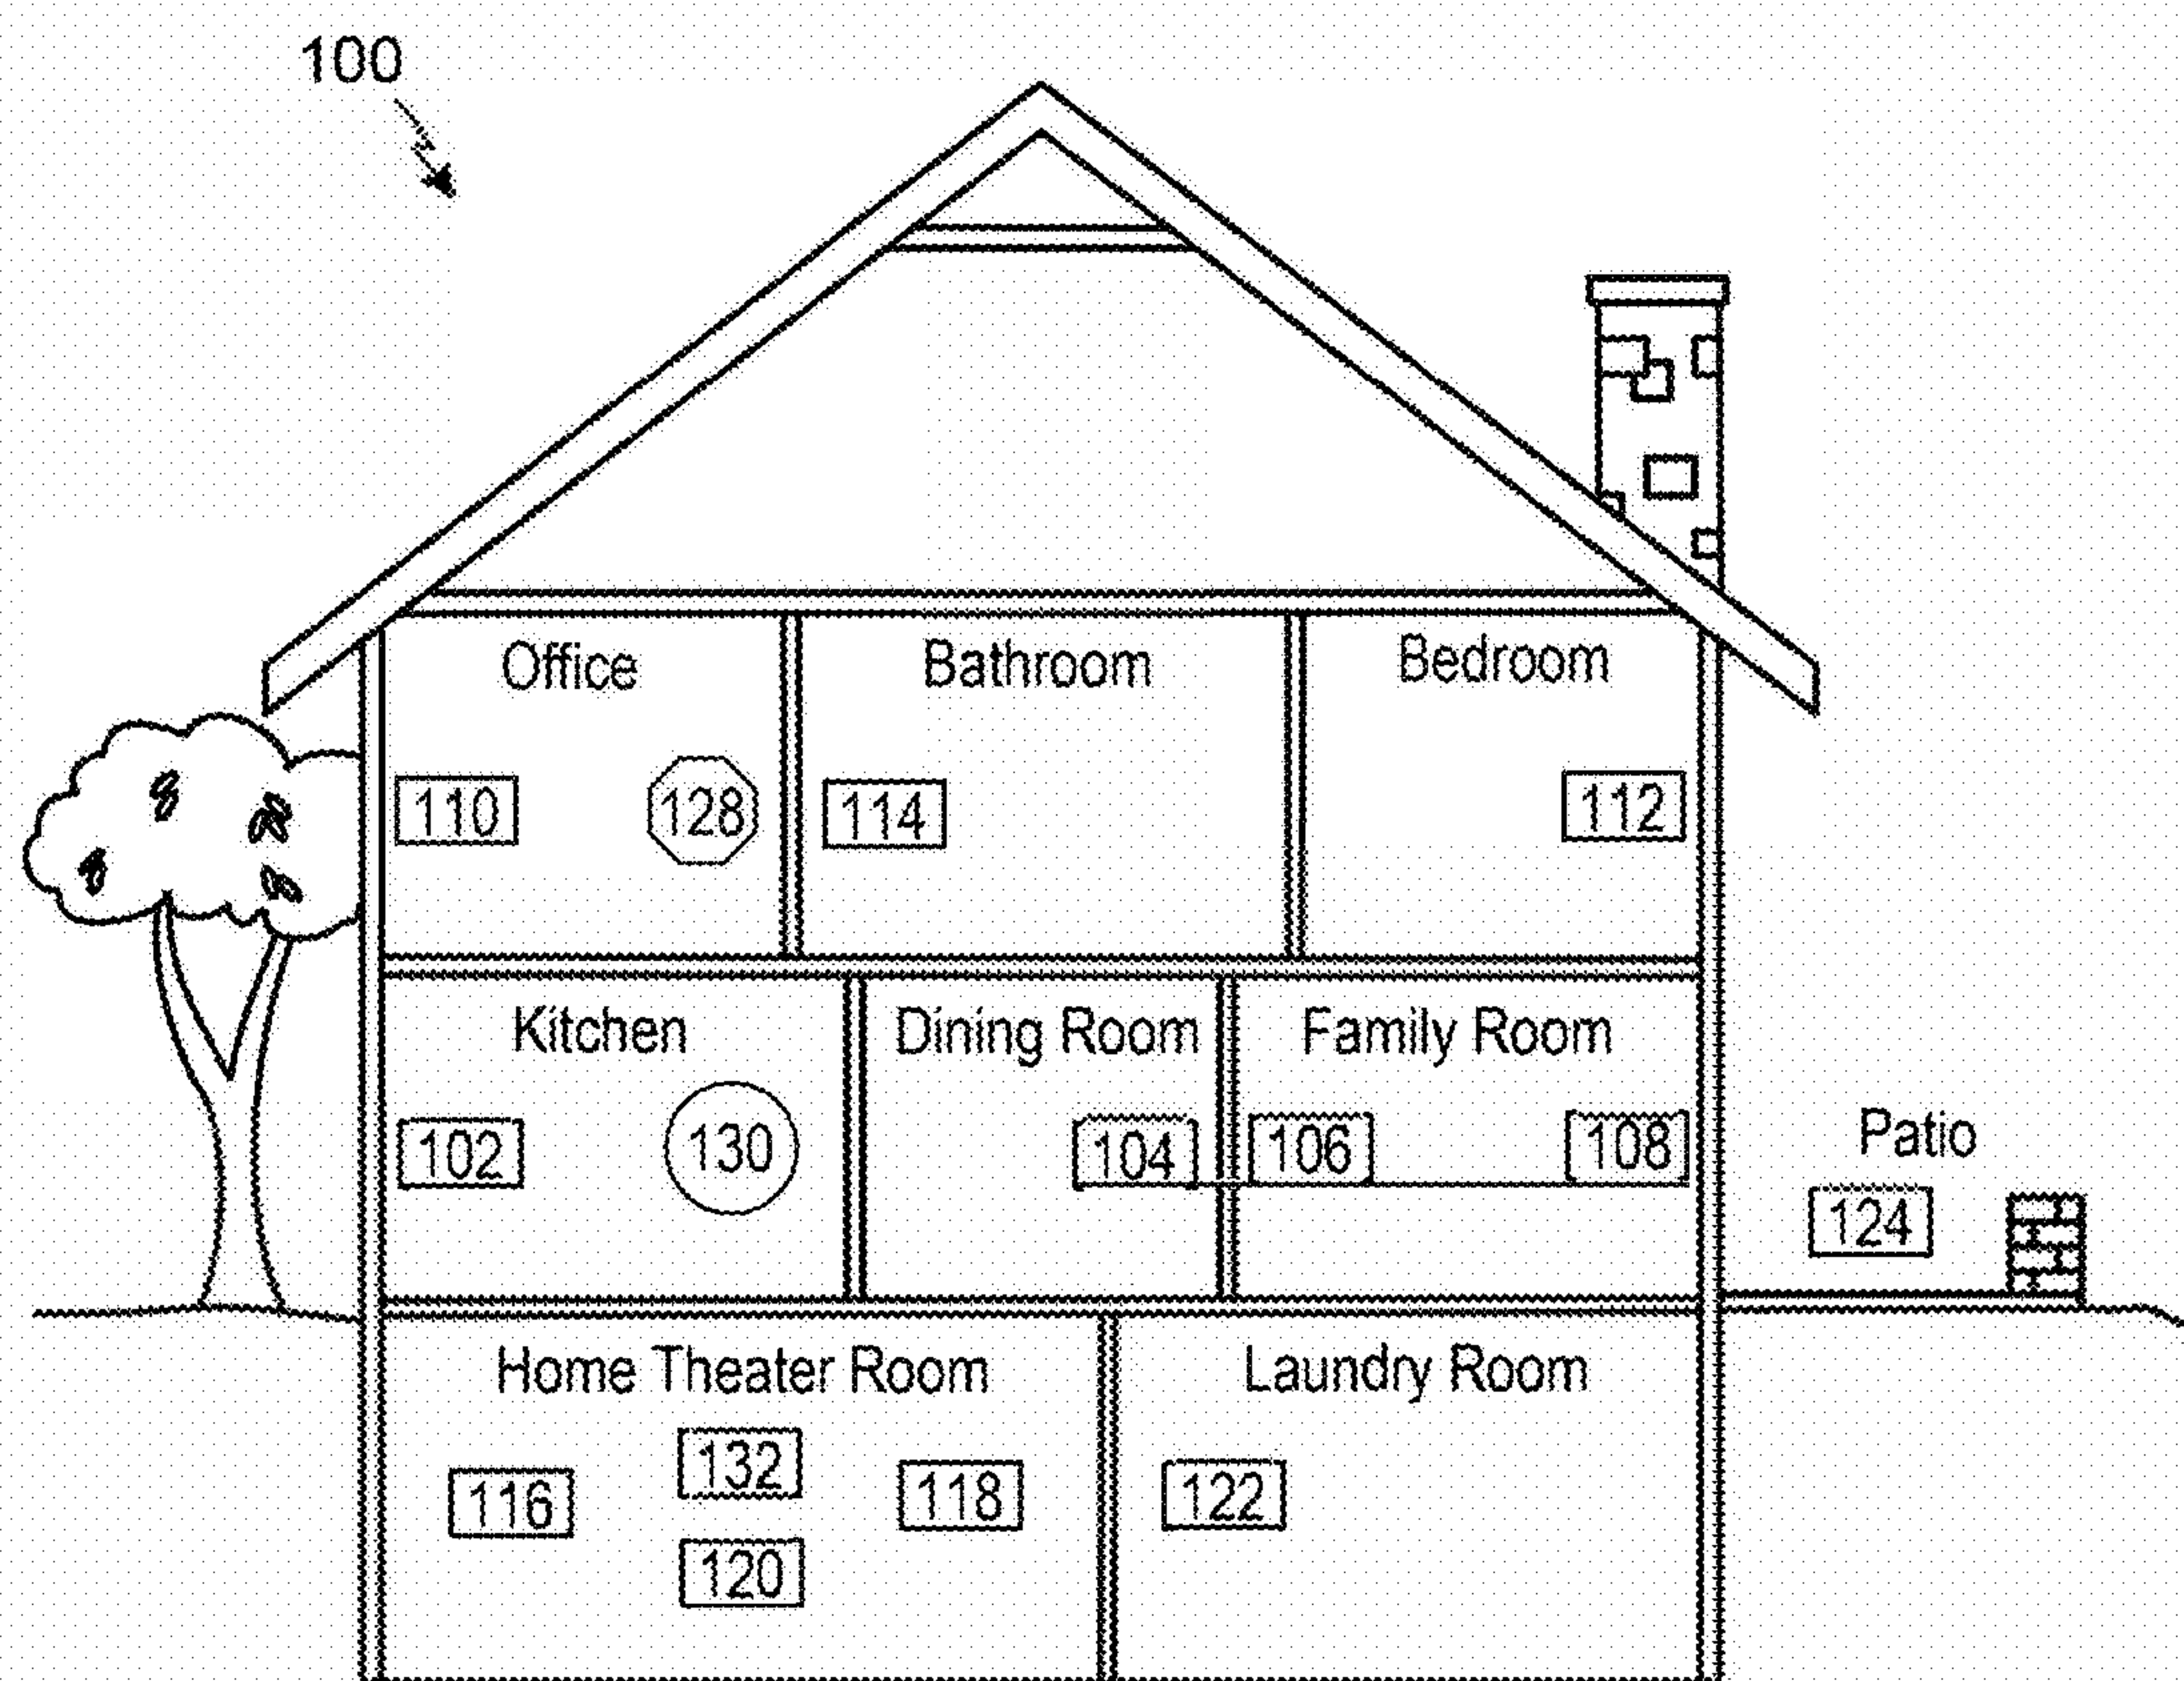 100
Office
Bathroom
Bedroom
110
128
114
112
Kitchen
Dining Room
Family Room
Patio
102
130
104
106
108
124
Home Theater Room
Laundry Room
116
132
118
122
120